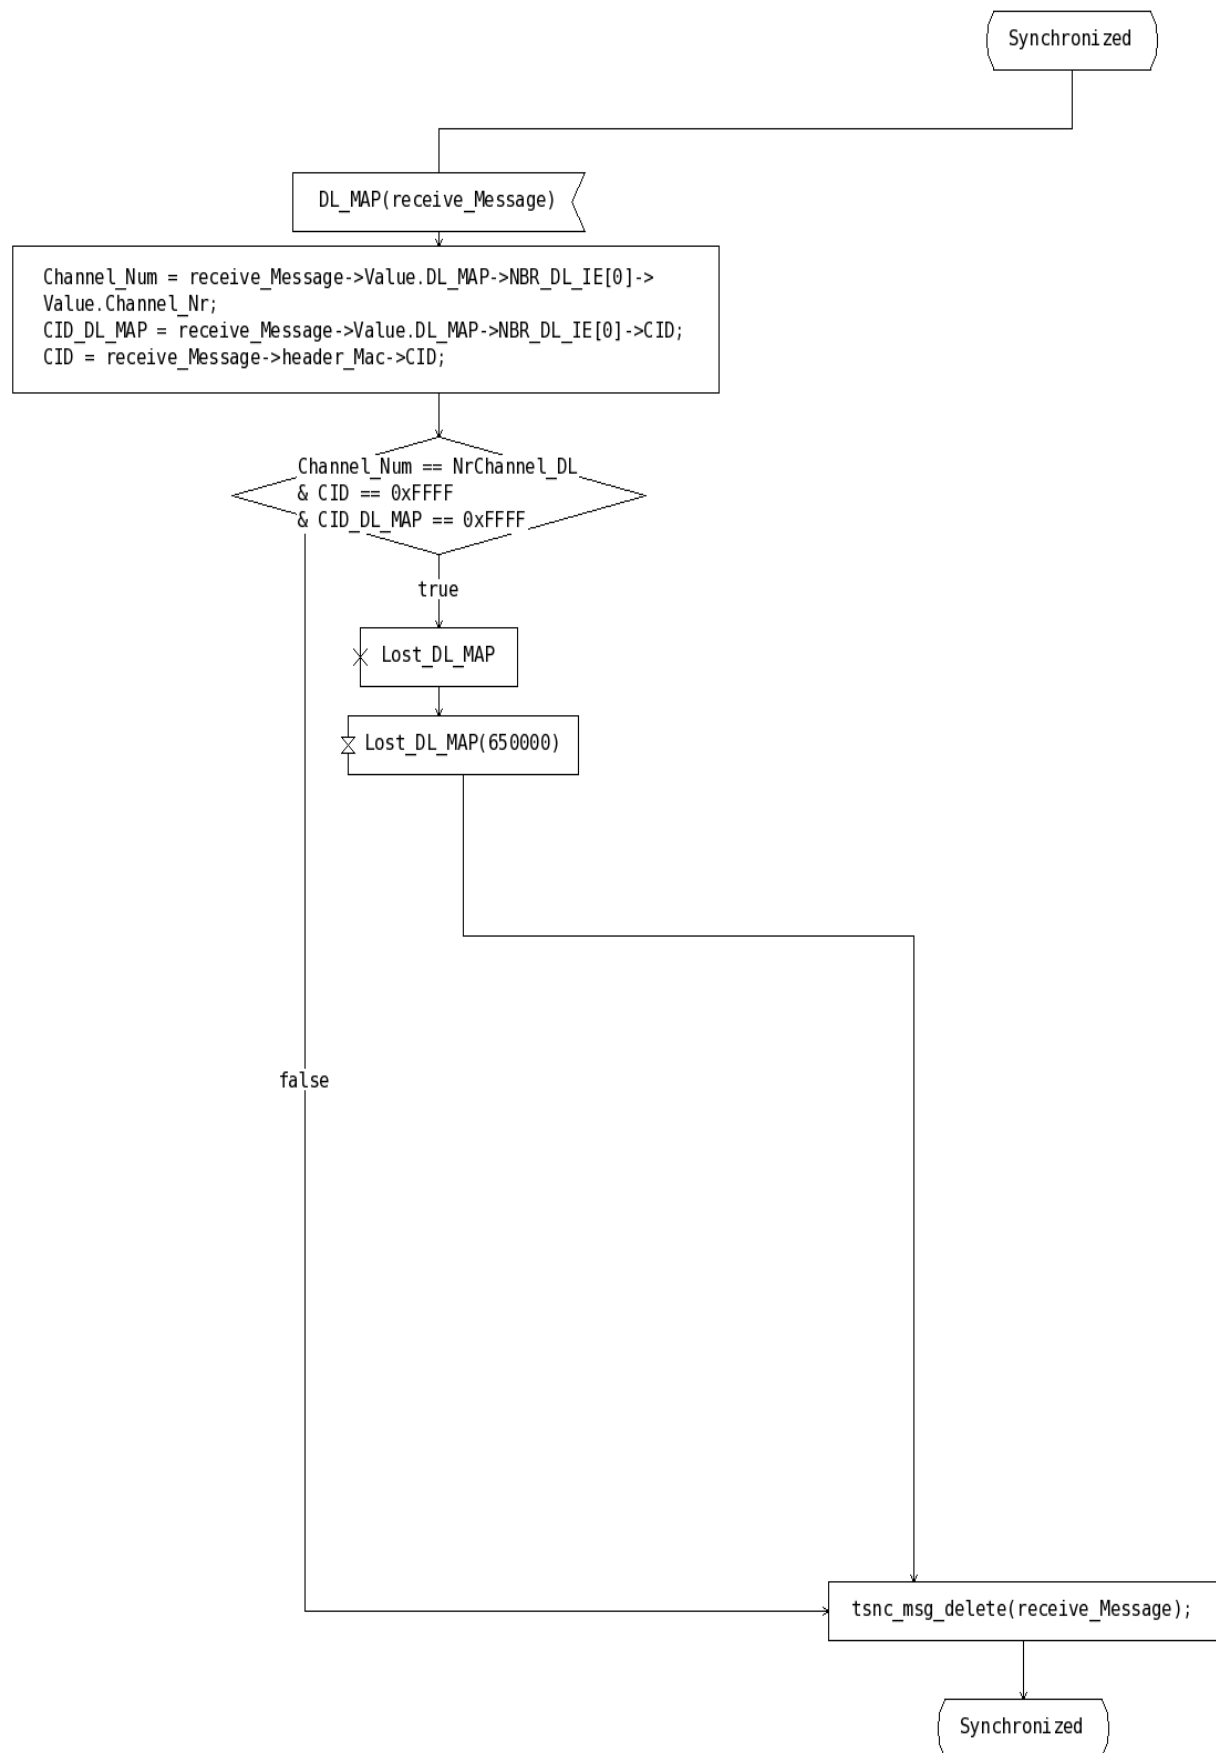 Synchronized
DL_MAP(receive_Message)
Channel_Num = receive_Message->Value.DL_MAP->NBR_DL_IE[0]->
Value.Channel_Nr;
CID_DL_MAP = receive_Message->Value.DL_MAP->NBR_DL_IE[0]->CID;
CID = receive_Message->header_Mac->CID;
Channel_Num == NrChannel_DL
& CID == 0xFFFF
& CID_DL_MAP == 0xFFFF
true
Lost_DL_MAP
Lost_DL_MAP(650000)
false
tsnc_msg_delete(receive_Message);
Synchronized